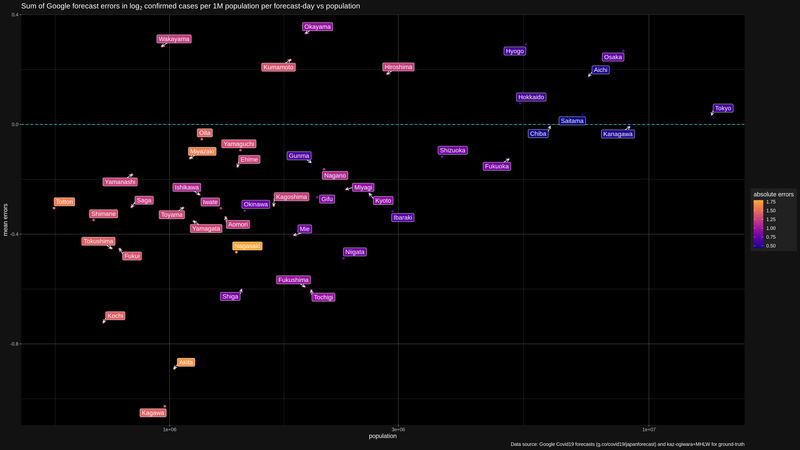 Sum of Google forecast errors in log2 confirmed cases per 1M population per forecast-day vs population
0.4
Okayama
Wakayama
Hyogo
Osaka
Kumamoto
Hiroshima
Aichi
Hokkaido
Tokyo
0.0
Saitama
Oita
Chiba
Kanagawa
Yamaguchi
Miyazaki
Shizuoka
Gunma
Ehime
Fukuoka
Nagano
Yamanashi
Ishikawa
Miyagi
absolute errors
Tottori
Saga
Iwate
Okinawa
Kagoshima
Gifu
Kyoto
1.75
1.50
1.25
1.00
0.75
0.50
Shimane
Toyama
Ibaraki
mean errors
Aomori
Yamagata
Mie
-0.4
Tokushima
Nagasaki
Fukui
Niigata
Fukushima
Shiga
Tochigi
Kochi
-0.8
Akita
Kagawa
1e+06
3e+06
1e+07
population
Data source: Google Covid19 forecasts (g.co/covid19/japanforecast) and kaz-ogiwara+MHLW for ground-truth